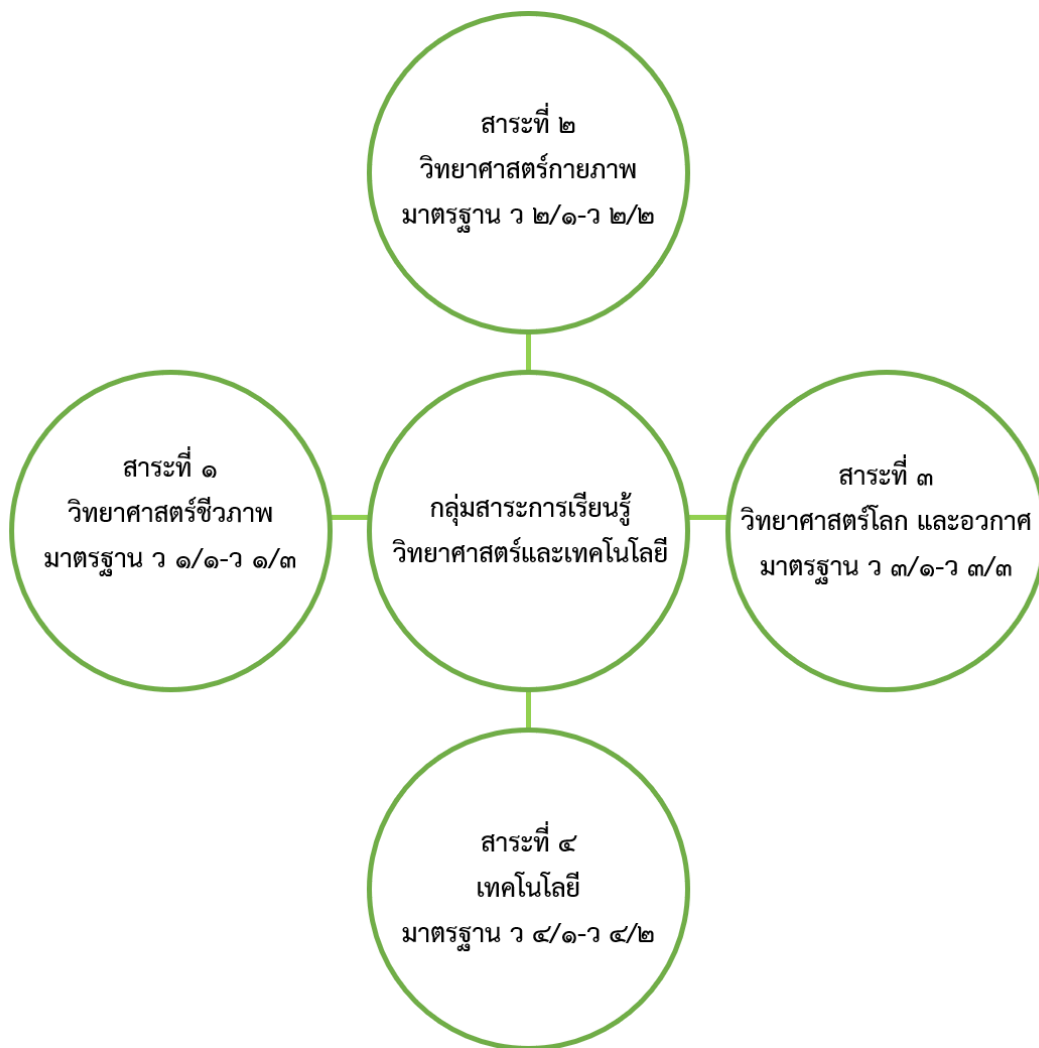 สาระที่ ๒
วิทยาศาสตร์กายภาพ
มาตรฐาน ว ๒/๑-ว ๒/๒
สาระที่ ๑
วิทยาศาสตร์ชีวภาพ
มาตรฐาน ว ๑/๑-ว ๑/๓
กลุ่มสาระการเรียนรู้
วิทยาศาสตร์และเทคโนโลยี
สาระที่ ๓
วิทยาศาสตร์โลก และอวกาศ
มาตรฐาน ว ๓/๑-ว ๓/๓
สาระที่ ๔
เทคโนโลยี
มาตรฐาน ว ๔/๑-ว ๔/๒